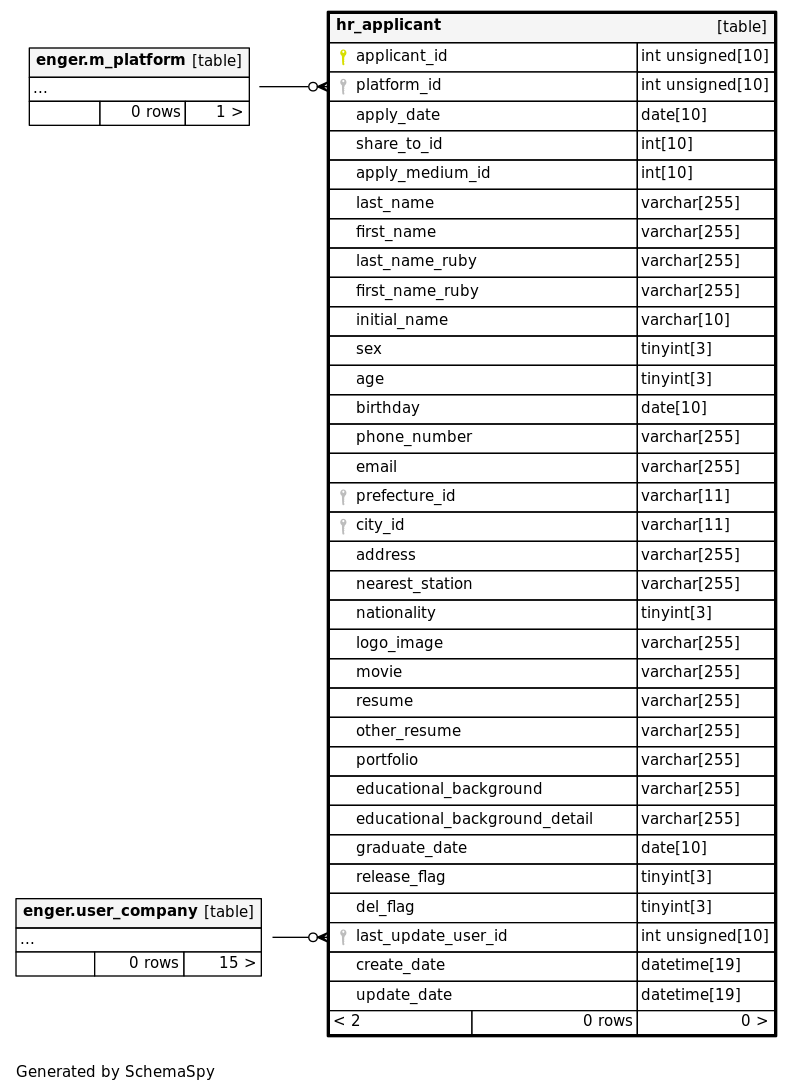 enger.m_platform [table]
...
0 rows 1 >
hr_applicant [table]
applicant_id int unsigned[10]
platform_id int unsigned[10]
apply_date date[10]
share_to_id int[10]
apply_medium_id int[10]
last_name varchar[255]
first_name varchar[255]
last_name_ruby varchar[255]
first_name_ruby varchar[255]
initial_name varchar[10]
sex tinyint[3]
age tinyint[3]
birthday date[10]
phone_number varchar[255]
email varchar[255]
prefecture_id varchar[11]
city_id varchar[11]
address varchar[255]
nearest_station varchar[255]
nationality tinyint[3]
logo_image varchar[255]
movie varchar[255]
resume varchar[255]
other_resume varchar[255]
portfolio varchar[255]
educational_background varchar[255]
educational_background_detail varchar[255]
graduate_date date[10]
release_flag tinyint[3]
del_flag tinyint[3]
last_update_user_id int unsigned[10]
create_date datetime[19]
update_date datetime[19]
< 2 0 rows 0 >
enger.user_company [table]
...
0 rows 15 >
Generated by SchemaSpy